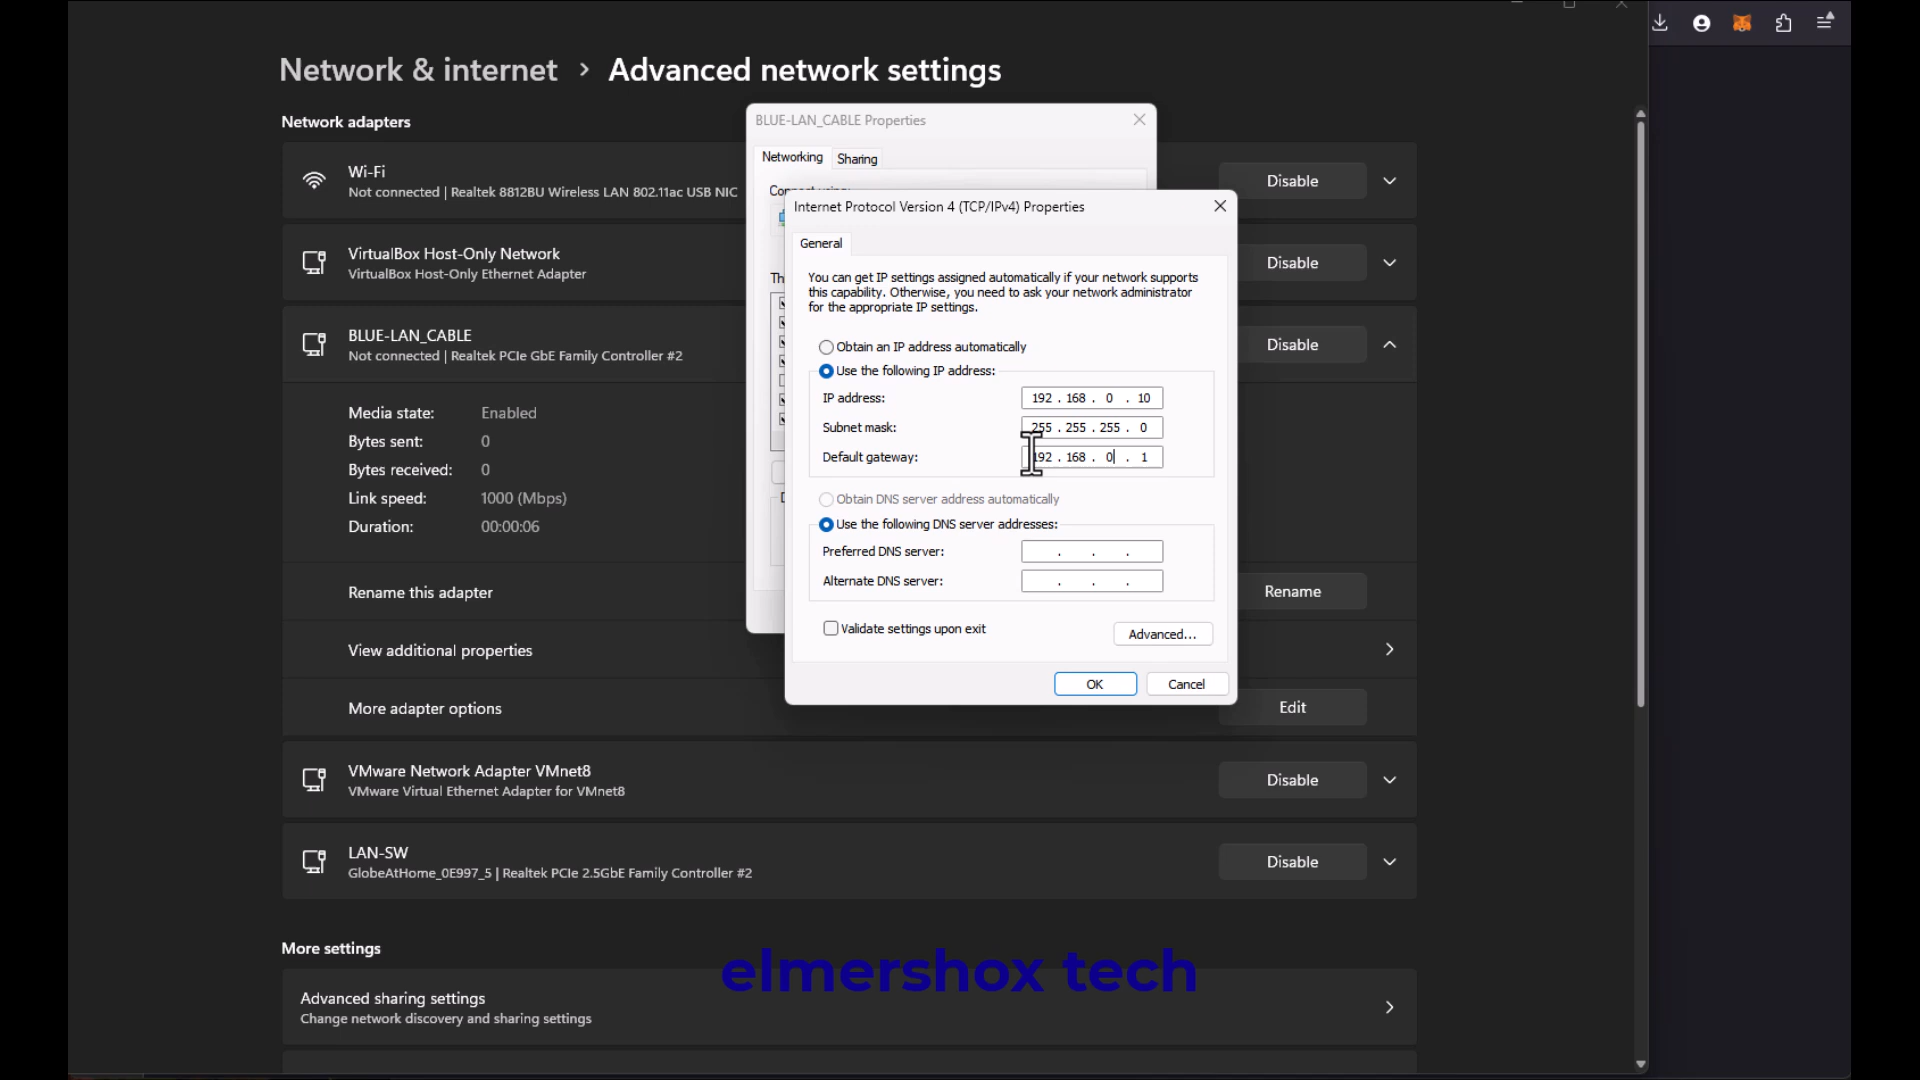 Network & internet > Advanced network settings
Network adapters
Wi-Fi
Not connected | Realtek 8812BU Wireless LAN 802.11ac USB NIC
Disable
VirtualBox Host-Only Network
VirtualBox Host-Only Ethernet Adapter
Disable
BLUE-LAN_CABLE
Not connected | Realtek PCIe GbE Family Controller #2
Disable
Media state: Enabled
Bytes sent: 0
Bytes received: 0
Link speed: 1000 (Mbps)
Duration: 00:00:06
Rename this adapter
Rename
View additional properties
More adapter options
Edit
VMware Network Adapter VMnet8
VMware Virtual Ethernet Adapter for VMnet8
Disable
LAN-SW
GlobeAtHome_0E997_5 | Realtek PCIe 2.5GbE Family Controller #2
Disable
More settings
Advanced sharing settings
Change network discovery and sharing settings
BLUE-LAN_CABLE Properties
Networking Sharing
Internet Protocol Version 4 (TCP/IPv4) Properties
General
You can get IP settings assigned automatically if your network supports
this capability. Otherwise, you need to ask your network administrator
for the appropriate IP settings.
Obtain an IP address automatically
Use the following IP address:
IP address: 192 . 168 . 0 . 10
Subnet mask: 255 . 255 . 255 . 0
Default gateway: 192 . 168 . 0 . 1
Obtain DNS server address automatically
Use the following DNS server addresses:
Preferred DNS server: . . .
Alternate DNS server: . . .
Validate settings upon exit
Advanced...
OK Cancel
elmershox tech